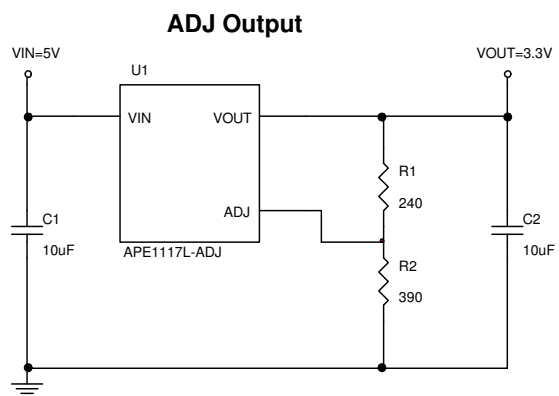 ADJ Output
VIN=5V
VOUT=3.3V
U1
VIN
VOUT
ADJ
APE1117L-ADJ
R1
240
R2
390
C1
10uF
C2
10uF